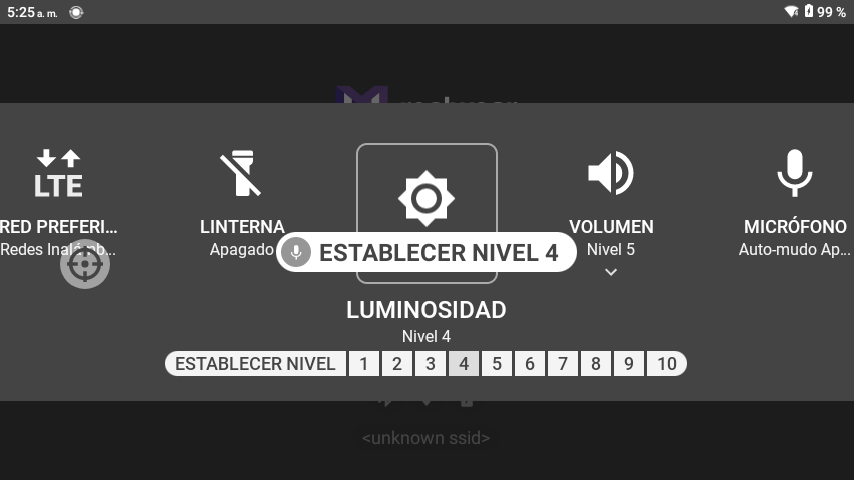 5:25 a. m.
99 %
LTE
RED PREFERI...
Redes Inalámb...
LINTERNA
Apagado
VOLUMEN
Nivel 5
MICRÓFONO
Auto-mudo Ap...
ESTABLECER NIVEL 4
LUMINOSIDAD
Nivel 4
ESTABLECER NIVEL 1 2 3 4 5 6 7 8 9 10
<unknown ssid>